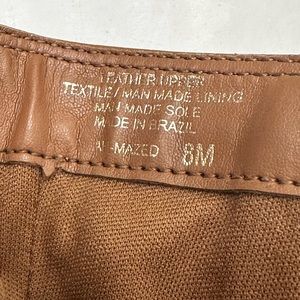 LEATHER UPPER
TEXTILE/MAN MADE LINING
MAN MADE SOLE
MADE IN BRAZIL
8M